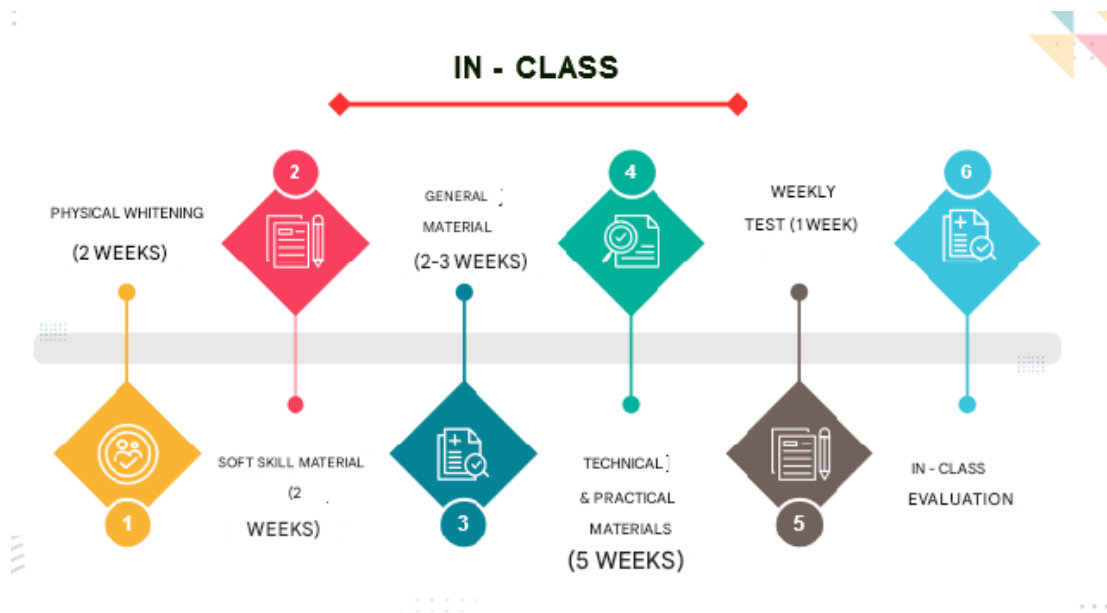 IN - CLASS
1
PHYSICAL WHITENING
(2 WEEKS)
2
SOFT SKILL MATERIAL
(2
WEEKS)
3
GENERAL
MATERIAL
(2-3 WEEKS)
4
TECHNICAL
& PRACTICAL
MATERIALS
(5 WEEKS)
5
WEEKLY
TEST (1 WEEK)
6
IN - CLASS
EVALUATION